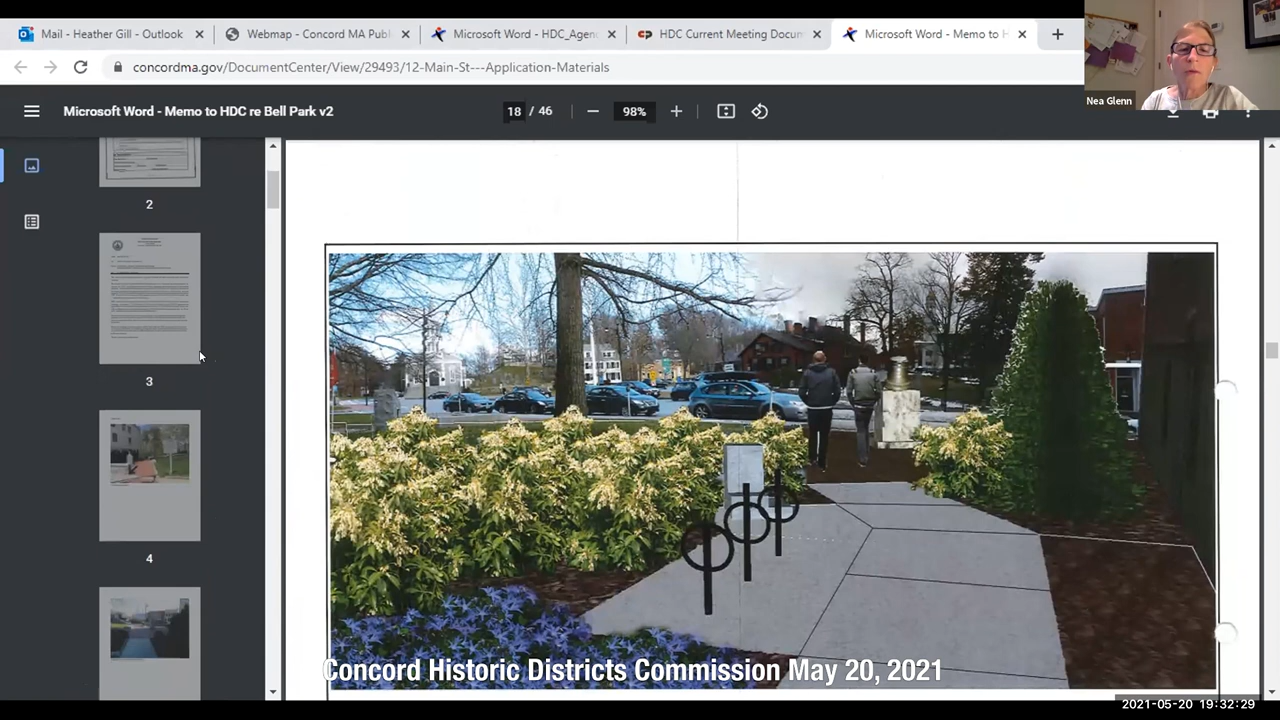 Mail - Heather Gill - Outlook
Webmap - Concord MA Publ
Microsoft Word - HDC_Agen
HDC Current Meeting Docum
Microsoft Word - Memo to H
concordma.gov/DocumentCenter/View/29493/12-Main-St---Application-Materials
Nea Glenn
Microsoft Word - Memo to HDC re Bell Park v2
18 / 46
98%
2
3
4
Concord Historic Districts Commission May 20, 2021
2021-05-20 19:32:29